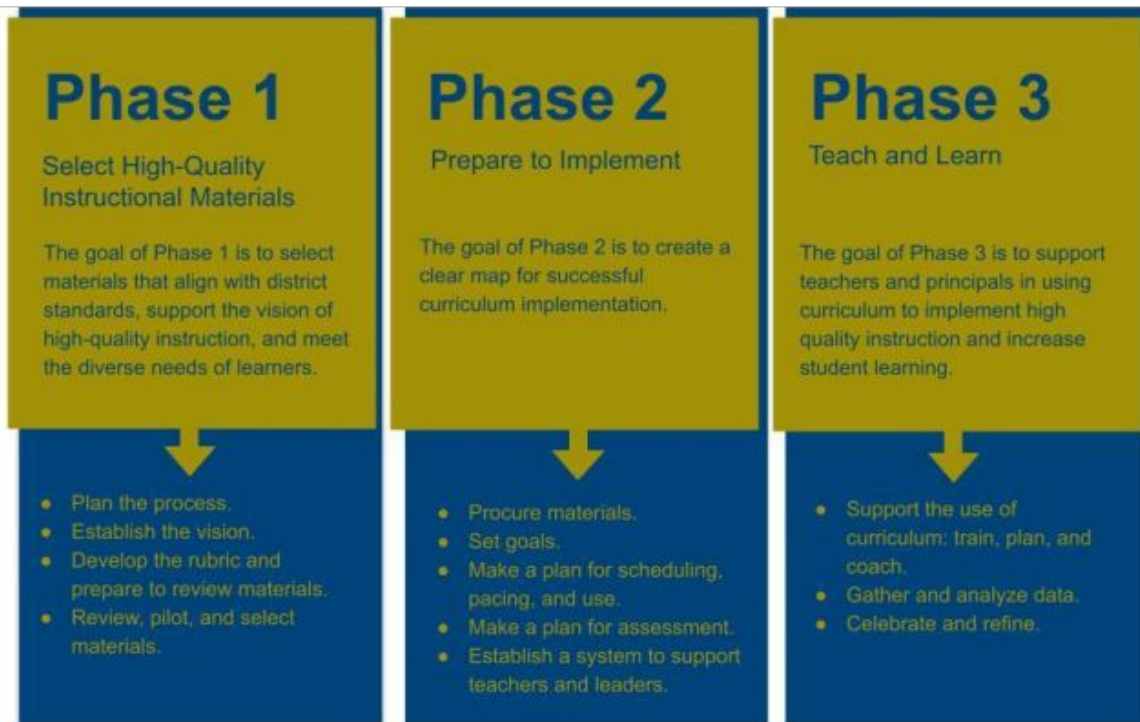 Phase 1
Select High-Quality
Instructional Materials
The goal of Phase 1 is to select
materials that align with district
standards, support the vision of
high-quality instruction, and meet
the diverse needs of learners.
● Plan the process.
● Establish the vision.
● Develop the rubric and
prepare to review materials.
● Review, pilot, and select
materials.
Phase 2
Prepare to Implement
The goal of Phase 2 is to create a
clear map for successful
curriculum implementation.
● Procure materials.
● Set goals.
● Make a plan for scheduling,
pacing, and use.
● Make a plan for assessment.
● Establish a system to support
teachers and leaders.
Phase 3
Teach and Learn
The goal of Phase 3 is to support
teachers and principals in using
curriculum to implement high
quality instruction and increase
student learning.
● Support the use of
curriculum: train, plan, and
coach.
● Gather and analyze data.
● Celebrate and refine.